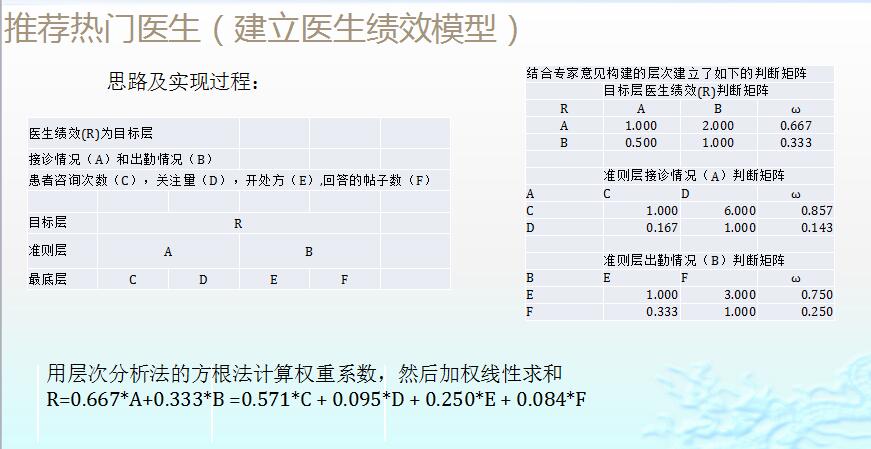 推荐热门医生（建立医生绩效模型）
思路及实现过程：
医生绩效(R)为目标层
接诊情况（A）和出勤情况（B）
患者咨询次数（C），关注量（D），开处方（E）,回答的帖子数（F）
目标层 R
准则层 A B
最底层 C D E F
结合专家意见构建的层次建立了如下的判断矩阵
目标层医生绩效(R)判断矩阵
R A B ω
A 1.000 2.000 0.667
B 0.500 1.000 0.333
准则层接诊情况（A）判断矩阵
A C D ω
C 1.000 6.000 0.857
D 0.167 1.000 0.143
准则层出勤情况（B）判断矩阵
B E F ω
E 1.000 3.000 0.750
F 0.333 1.000 0.250
用层次分析法的方根法计算权重系数，然后加权线性求和
R=0.667*A+0.333*B =0.571*C + 0.095*D + 0.250*E + 0.084*F